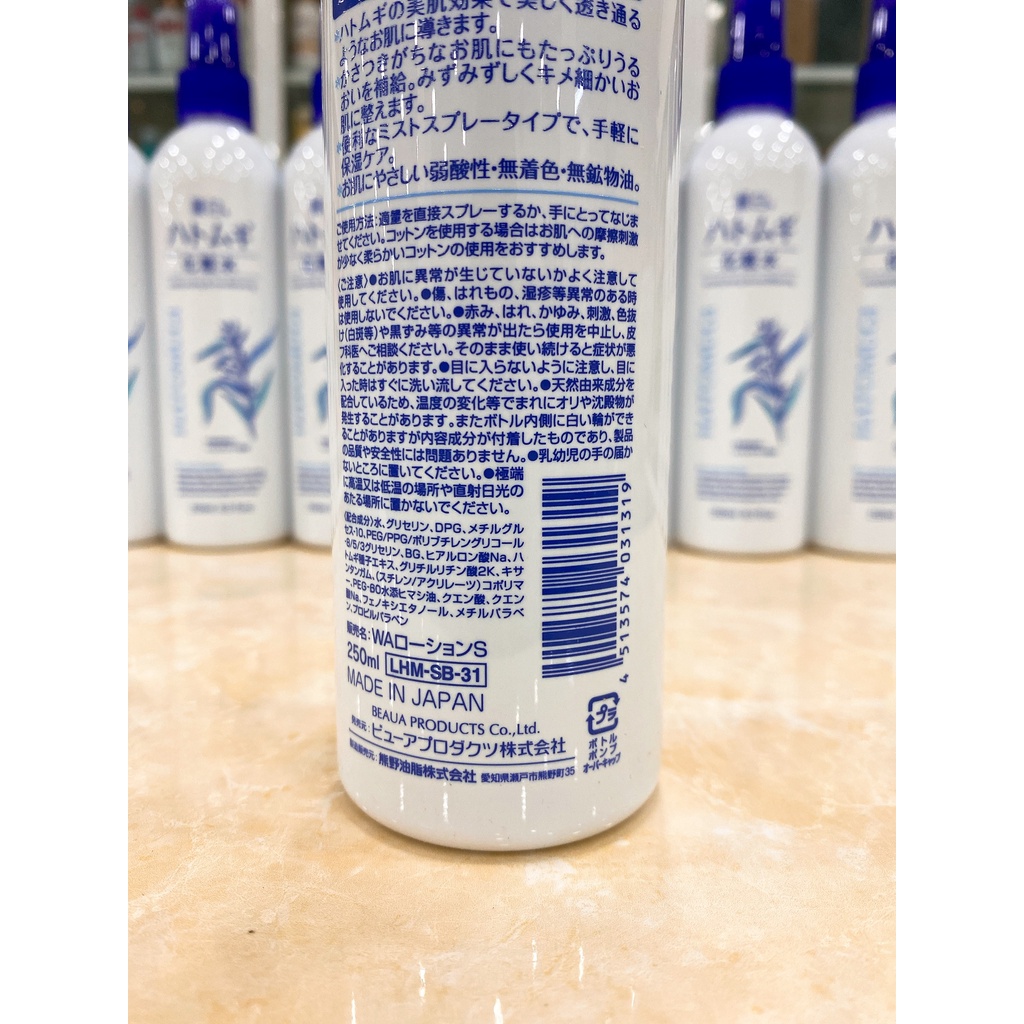 ハトムギの美肌効果で美しく透き通る
ようなお肌に導きます。
かさつきがちなお肌にもたっぷりうる
おいを補給。みずみずしくキメ細かいお
肌に整えます。
便利なミストスプレータイプで、手軽に
保湿ケア。
お肌にやさしい弱酸性・無着色・無鉱物油。
ご使用方法:適量を直接スプレーするか、手にとってなじま
せてください。コットンを使用する場合はお肌への摩擦刺激
が少なく柔らかいコットンの使用をおすすめします。
〈ご注意〉●お肌に異常が生じていないかよく注意して
使用してください。●傷、はれもの、湿疹等異常のある時
は使用しないでください。●赤み、はれ、かゆみ、刺激、色抜
け(白斑等)や黒ずみ等の異常が出たら使用を中止し、皮
フ科医へご相談ください。そのまま使い続けると症状が悪
化することがあります。●目に入らないように注意し、目に
入った時はすぐに洗い流してください。●天然由来成分を
配合しているため、温度の変化等でまれにオリや沈殿物が
発生することがあります。またボトル内側に白い輪ができ
ることがありますが内容成分が付着したものであり、製品
の品質や安全性には問題ありません。●乳幼児の手の届か
ないところに置いてください。●極端
に高温又は低温の場所や直射日光の
あたる場所に置かないでください。
〈配合成分〉水、グリセリン、DPG、メチルグル
セス-10、PEG/PPG/ポリブチレングリコール
-8/5/3グリセリン、BG、ヒアルロン酸Na、ハ
トムギ種子エキス、グリチルリチン酸2K、キサ
ンタンガム、(スチレン/アクリレーツ)コポリマ
ー、PEG-60水添ヒマシ油、クエン酸、クエン
酸Na、フェノキシエタノール、メチルパラベ
ン、プロピルパラベン
販売名:WAローションS
250ml LHM-SB-31
MADE IN JAPAN
BEAUA PRODUCTS Co.,Ltd.
発売元:ビューアプロダクツ株式会社
製造販売元:熊野油脂株式会社 愛知県瀬戸市熊野町35
4 513574 031319
プラ
ボトル
ポンプ
オーバーキャップ
ハトムギ
化粧水
ハトムギ
化粧水